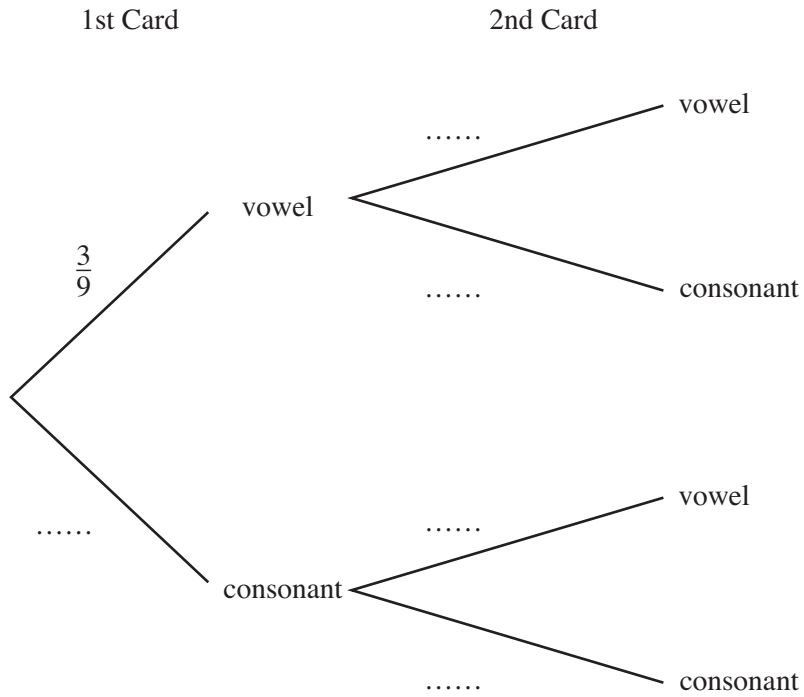 1st Card 2nd Card
vowel
......
vowel
3/9
......
consonant
vowel
......
......
consonant
......
consonant